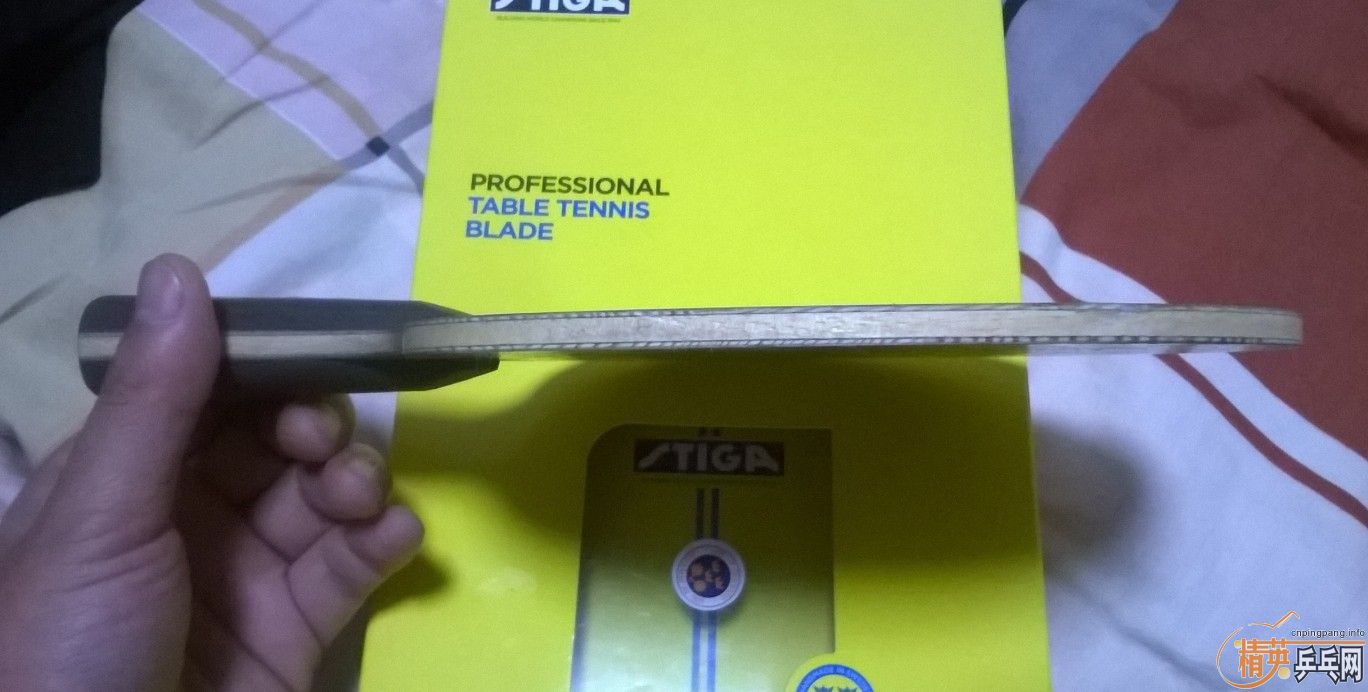 STIGA
PROFESSIONAL
TABLE TENNIS
BLADE
STIGA
cnpingpang.info
精英乒乓网